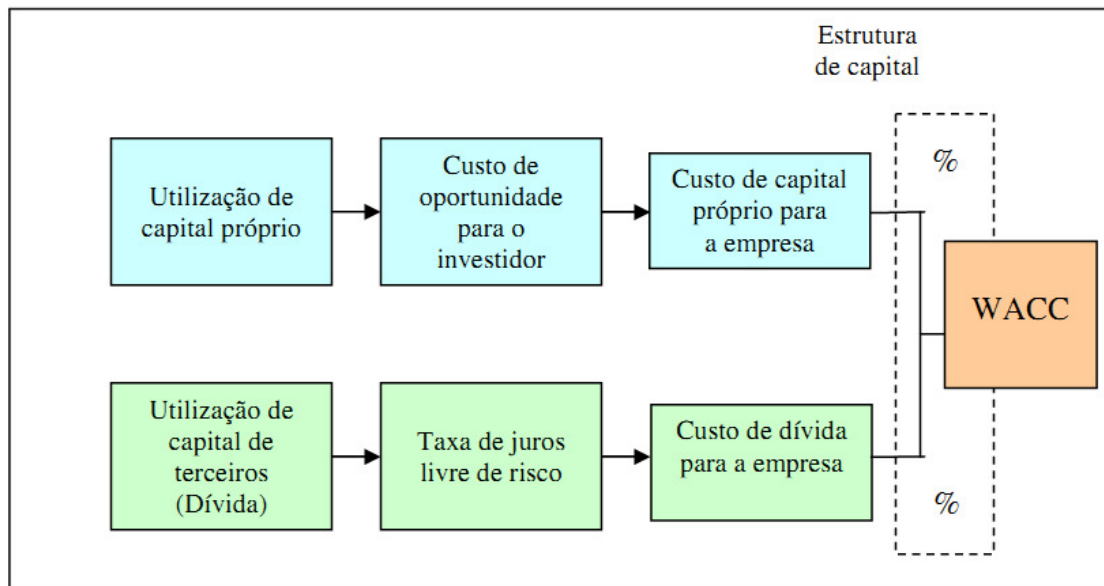 Estrutura
de capital
%
Utilização de
capital próprio
Custo de
oportunidade
para o
investidor
Custo de capital
próprio para
a empresa
WACC
Utilização de
capital de
terceiros
(Dívida)
Taxa de juros
livre de risco
Custo de dívida
para a empresa
%